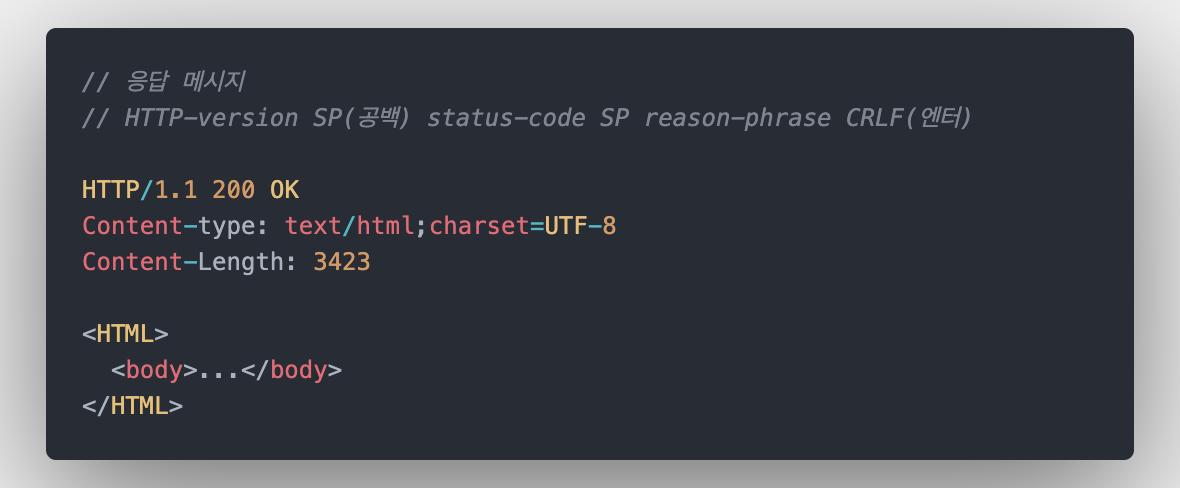 // 응답 메시지
// HTTP-version SP(공백) status-code SP reason-phrase CRLF(엔터)
HTTP/1.1 200 OK
Content-type: text/html;charset=UTF-8
Content-Length: 3423
<HTML>
<body>...</body>
</HTML>